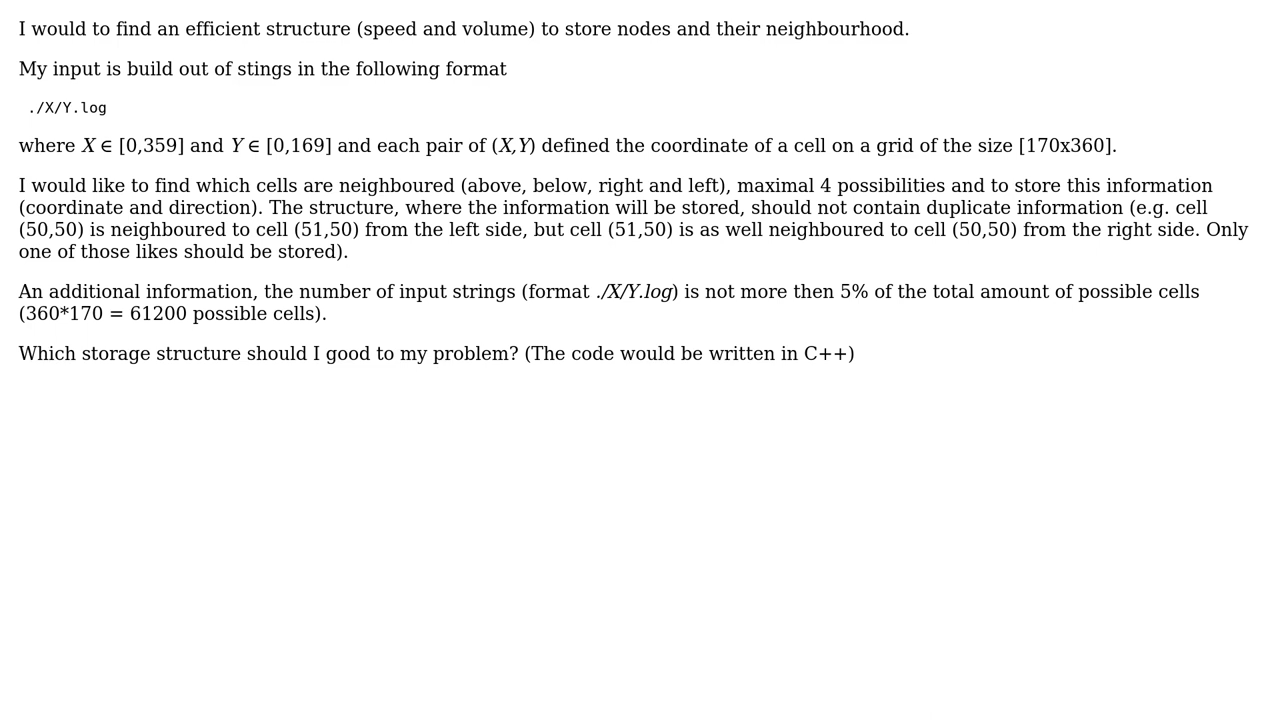 I would to find an efficient structure (speed and volume) to store nodes and their neighbourhood.
My input is build out of stings in the following format
./X/Y.log
where X ∈ [0,359] and Y ∈ [0,169] and each pair of (X,Y) defined the coordinate of a cell on a grid of the size [170x360].
I would like to find which cells are neighboured (above, below, right and left), maximal 4 possibilities and to store this information
(coordinate and direction). The structure, where the information will be stored, should not contain duplicate information (e.g. cell
(50,50) is neighboured to cell (51,50) from the left side, but cell (51,50) is as well neighboured to cell (50,50) from the right side. Only
one of those likes should be stored).
An additional information, the number of input strings (format ./X/Y.log) is not more then 5% of the total amount of possible cells
(360*170 = 61200 possible cells).
Which storage structure should I good to my problem? (The code would be written in C++)